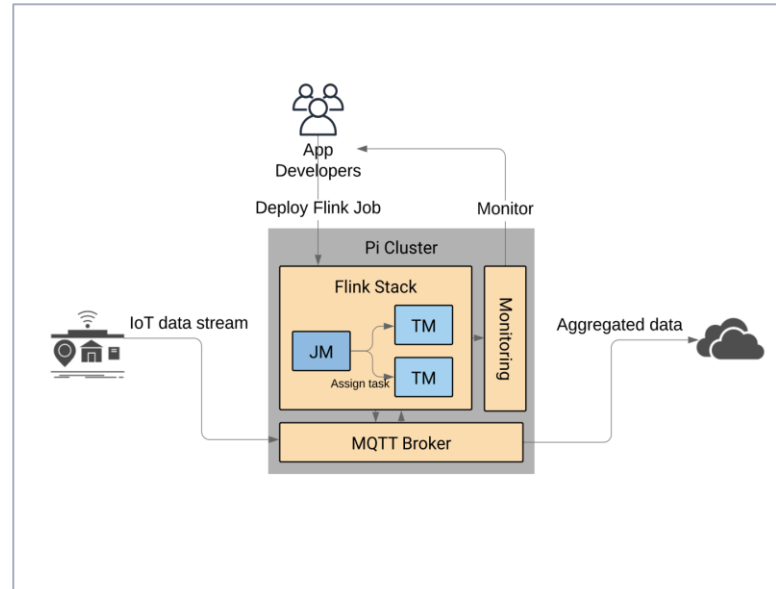 App
Developers
Deploy Flink Job
Monitor
Pi Cluster
Flink Stack
TM
JM
TM
Assign task
Monitoring
IoT data stream
Aggregated data
MQTT Broker